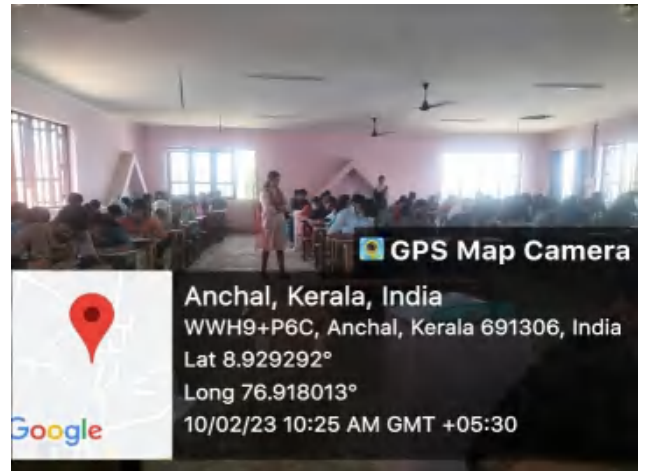 GPS Map Camera
Anchal, Kerala, India
WWH9+P6C, Anchal, Kerala 691306, India
Lat 8.929292°
Long 76.918013°
10/02/23 10:25 AM GMT +05:30
Google